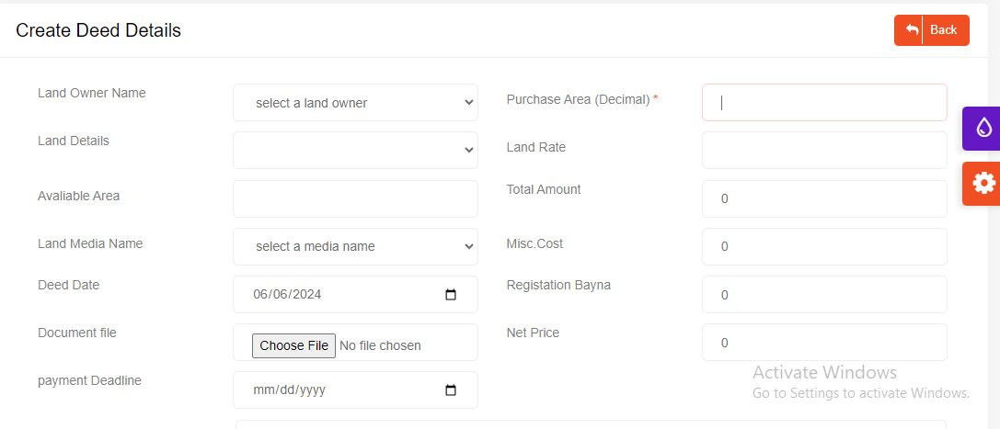 Create Deed Details
Back
Land Owner Name
select a land owner
Purchase Area (Decimal) *
Land Details
Land Rate
Avaliable Area
Total Amount
0
Land Media Name
select a media name
Misc.Cost
0
Deed Date
06/06/2024
Registation Bayna
0
Document file
Choose File No file chosen
Net Price
0
payment Deadline
mm/dd/yyyy
Activate Windows
Go to Settings to activate Windows.